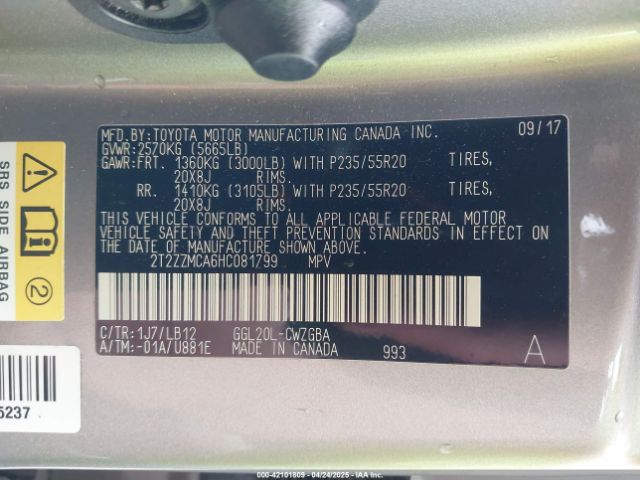 MFD.BY:TOYOTA MOTOR MANUFACTURING CANADA INC. 09/17
GVWR:2570KG (5665LB)
GAWR:FRT. 1360KG (3000LB) WITH P235/55R20 TIRES,
20X8J RIMS.
RR. 1410KG (3105LB) WITH P235/55R20 TIRES,
20X8J RIMS.
THIS VEHICLE CONFORMS TO ALL APPLICABLE FEDERAL MOTOR
VEHICLE SAFETY AND THEFT PREVENTION STANDARDS IN EFFECT
ON THE DATE OF MANUFACTURE SHOWN ABOVE.
2T2ZZMCA6HC081799 MPV
C/TR:1J7/LB12 GGL20L-CWZGBA
A/TM:-01A/U881E MADE IN CANADA 993 A
SRS SIDE AIRBAG
2
5237
000-42101809 - 04/24/2025 - IAA Inc.